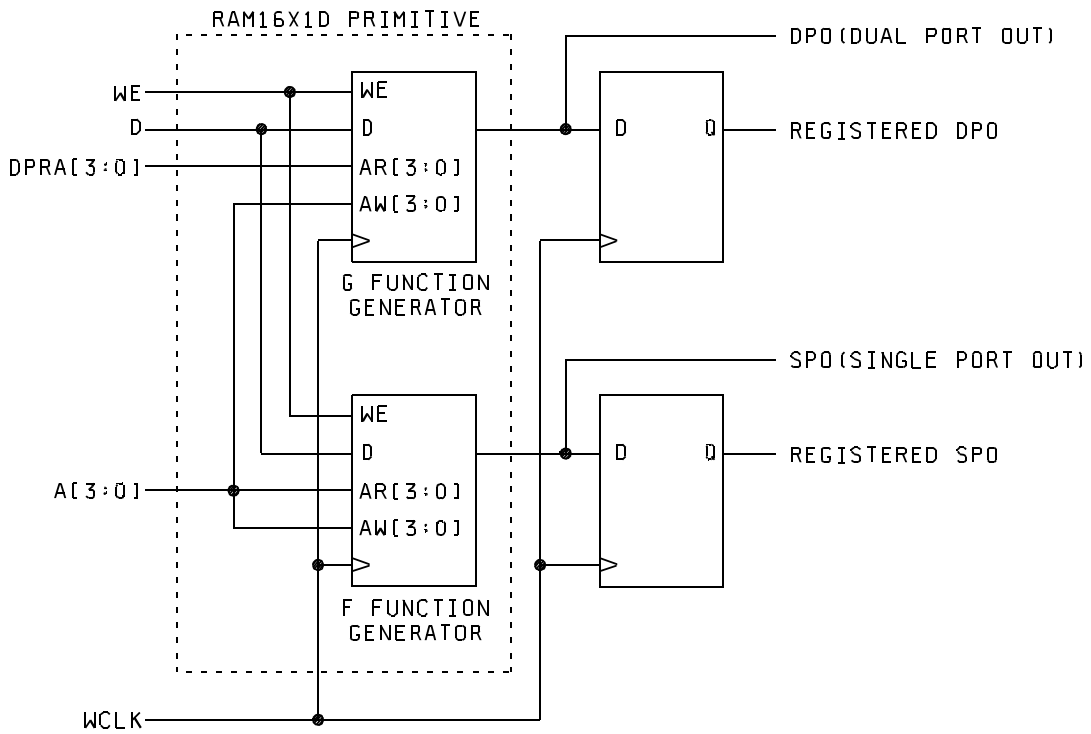 RAM16X1D PRIMITIVE
DPO(DUAL PORT OUT)
WE
WE
D
D
D
Q
REGISTERED DPO
DPRA[3:0]
AR[3:0]
AW[3:0]
G FUNCTION
GENERATOR
SPO(SINGLE PORT OUT)
WE
D
D
Q
REGISTERED SPO
A[3:0]
AR[3:0]
AW[3:0]
F FUNCTION
GENERATOR
WCLK